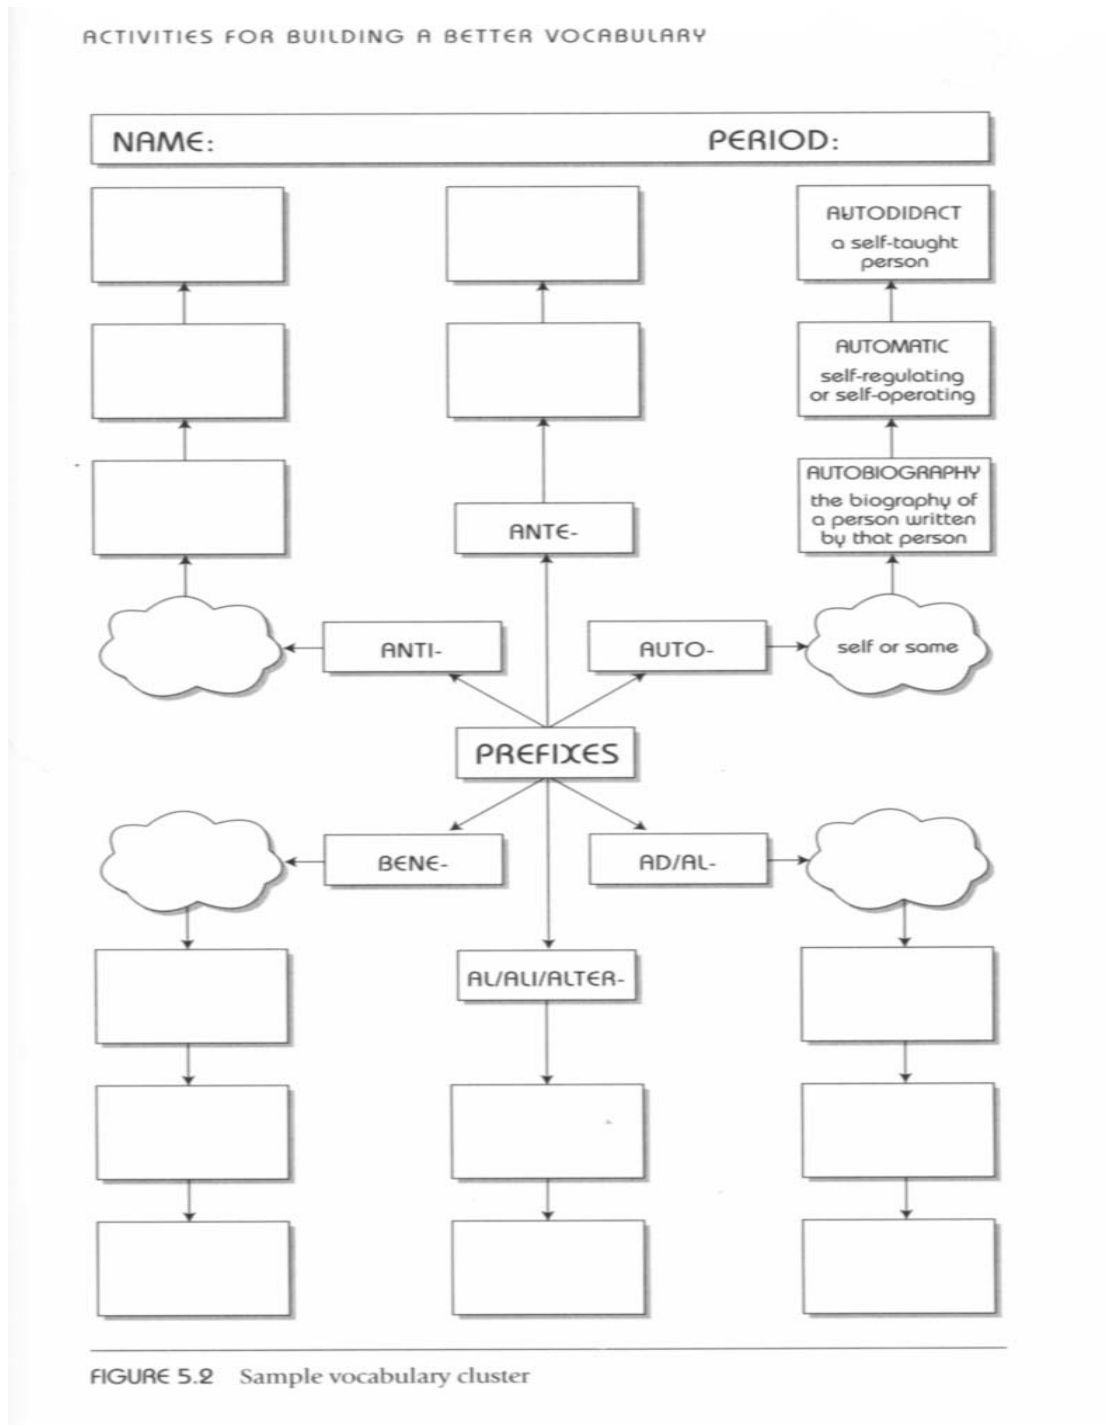 ACTIVITIES FOR BUILDING A BETTER VOCABULARY
NAME: PERIOD:
AUTODIDACT
a self-taught
person
AUTOMATIC
self-regulating
or self-operating
AUTOBIOGRAPHY
the biography of
a person written
by that person
ANTE-
ANTI-
AUTO-
self or same
PREFIXES
BENE-
AD/AL-
AL/ALI/ALTER-
FIGURE 5.2 Sample vocabulary cluster